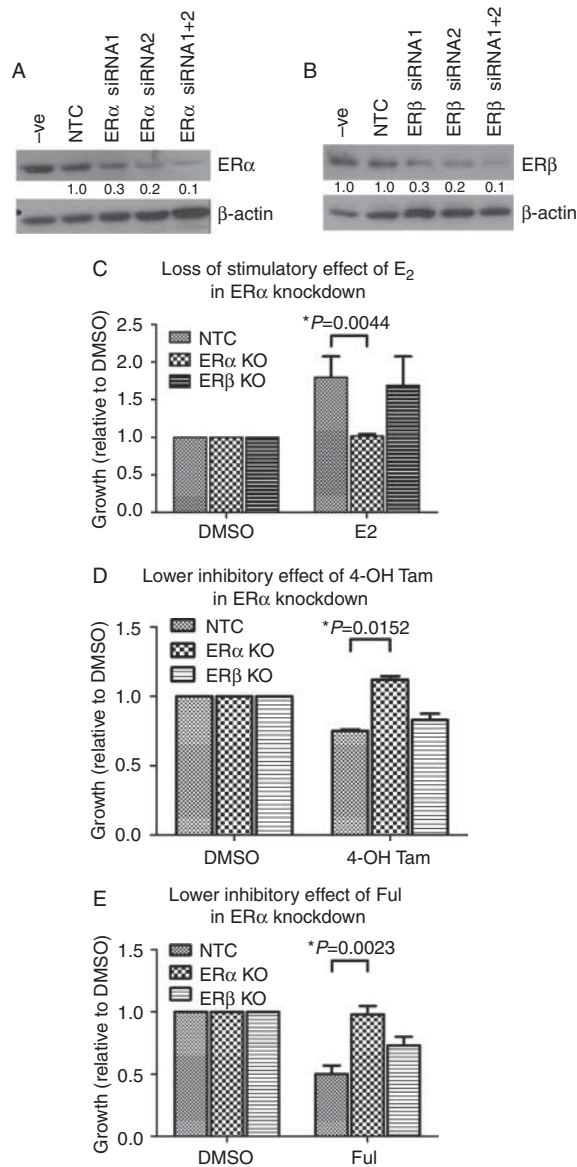 A
–ve
NTC
ERα siRNA1
ERα siRNA2
ERα siRNA1+2
ERα
1.0 0.3 0.2 0.1
β-actin
B
–ve
NTC
ERβ siRNA1
ERβ siRNA2
ERβ siRNA1+2
ERβ
1.0 1.0 0.3 0.2 0.1
β-actin
C
Loss of stimulatory effect of E2
in ERα knockdown
Growth (relative to DMSO)
2.5
2.0
1.5
1.0
0.5
0.0
NTC
ERα KO
ERβ KO
*P=0.0044
DMSO E2
D
Lower inhibitory effect of 4-OH Tam
in ERα knockdown
Growth (relative to DMSO)
1.5
1.0
0.5
0.0
NTC
ERα KO
ERβ KO
*P=0.0152
DMSO 4-OH Tam
E
Lower inhibitory effect of Ful
in ERα knockdown
Growth (relative to DMSO)
1.5
1.0
0.5
0.0
NTC
ERα KO
ERβ KO
*P=0.0023
DMSO Ful